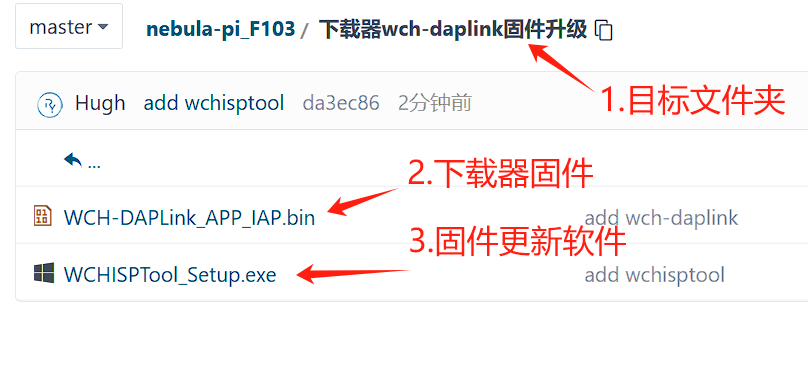 master nebula-pi_F103 / 下载器wch-daplink固件升级
1.目标文件夹
Hugh add wchisptool da3ec86 2分钟前
...
2.下载器固件
WCH-DAPLink_APP_IAP.bin add wch-daplink
3.固件更新软件
WCHISPTool_Setup.exe add wchisptool